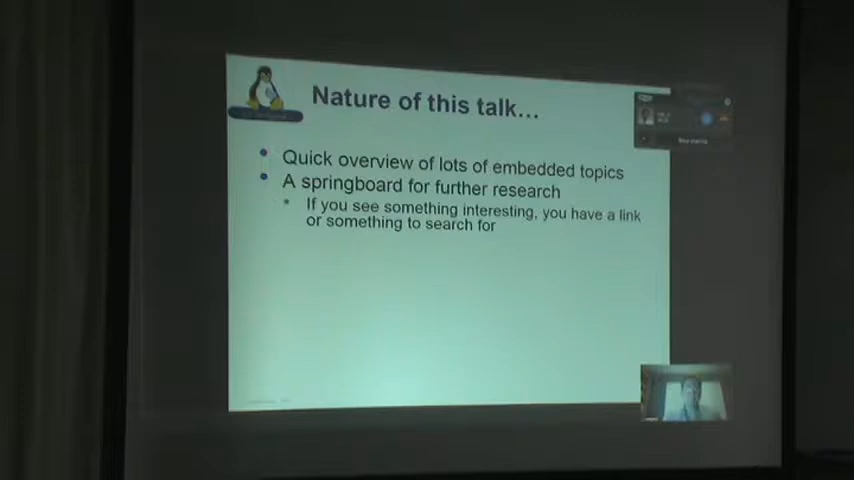 Nature of this talk...
Quick overview of lots of embedded topics
A springboard for further research
If you see something interesting, you have a link
or something to search for